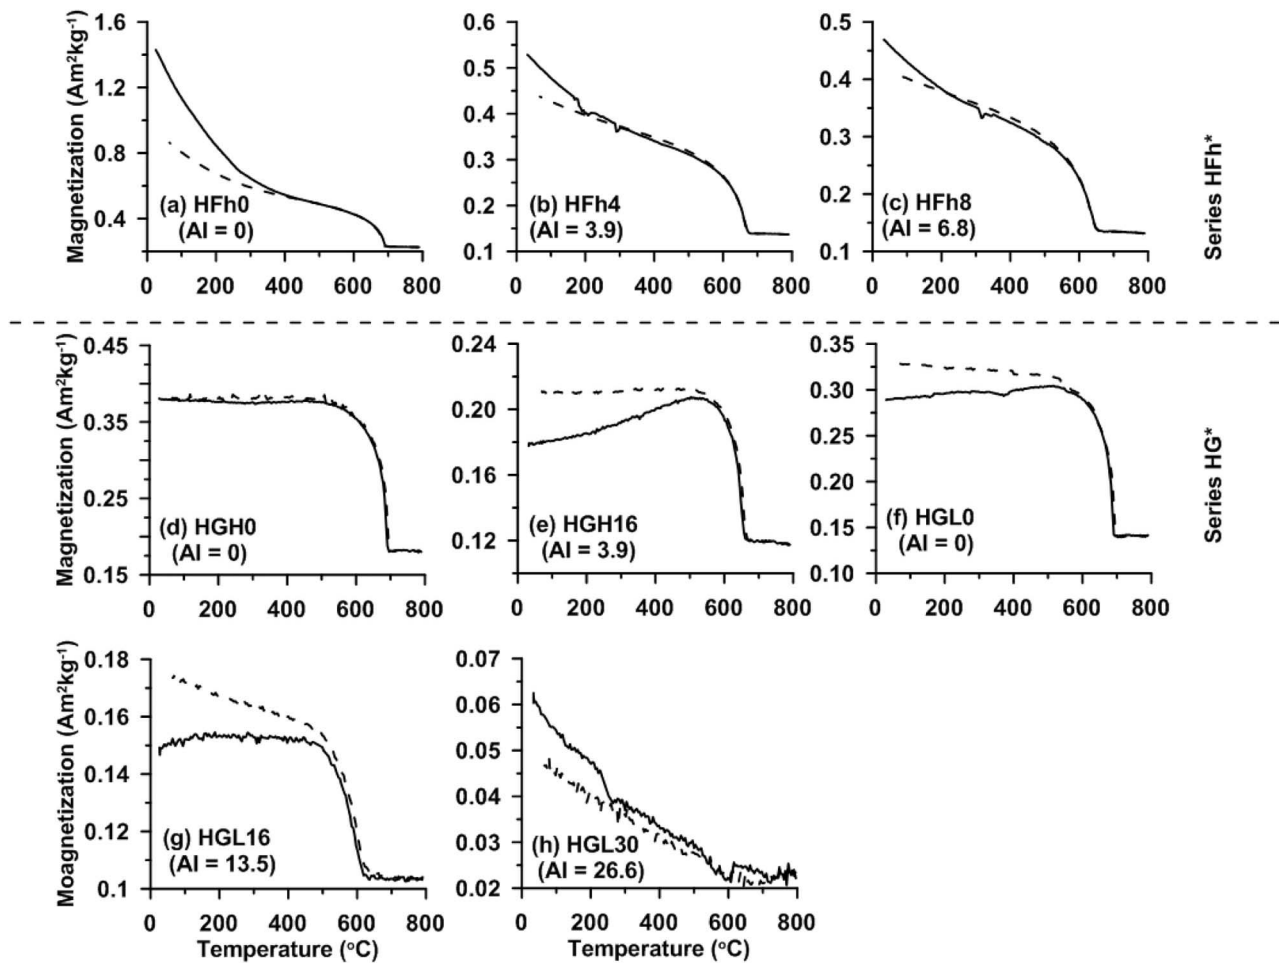 Magnetization (Am²kg⁻¹)
1.6
1.2
0.8
0.4
(a) HFh0
(Al = 0)
0 200 400 600 800
0.6
0.5
0.4
0.3
0.2
0.1
(b) HFh4
(Al = 3.9)
0 200 400 600 800
0.5
0.4
0.3
0.2
0.1
(c) HFh8
(Al = 6.8)
0 200 400 600 800
Series HFh*
Magnetization (Am²kg⁻¹)
0.45
0.35
0.25
0.15
(d) HGH0
(Al = 0)
0 200 400 600 800
0.24
0.20
0.16
0.12
(e) HGH16
(Al = 3.9)
0 200 400 600 800
0.35
0.30
0.25
0.20
0.15
0.10
(f) HGL0
(Al = 0)
0 200 400 600 800
Series HG*
Moagnetization (Am²kg⁻¹)
0.18
0.16
0.14
0.12
0.1
(g) HGL16
(Al = 13.5)
0 200 400 600 800
Temperature (°C)
0.07
0.06
0.05
0.04
0.03
0.02
(h) HGL30
(Al = 26.6)
0 200 400 600 800
Temperature (°C)